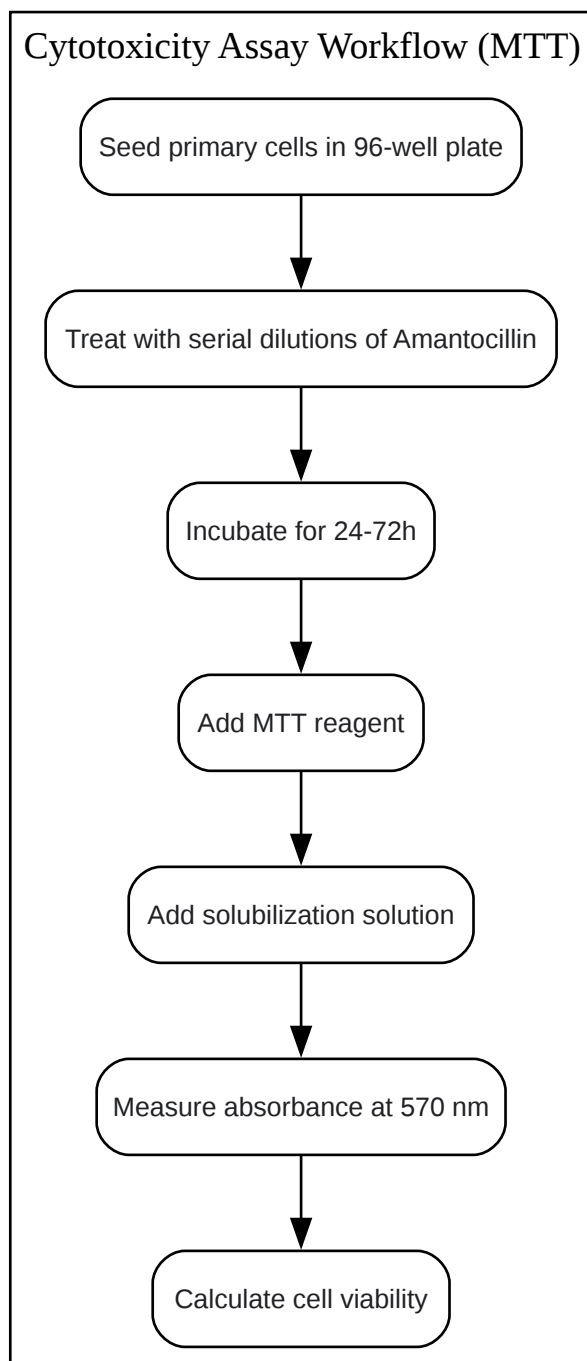 Cytotoxicity Assay Workflow (MTT)
Seed primary cells in 96-well plate
Treat with serial dilutions of Amantocillin
Incubate for 24-72h
Add MTT reagent
Add solubilization solution
Measure absorbance at 570 nm
Calculate cell viability